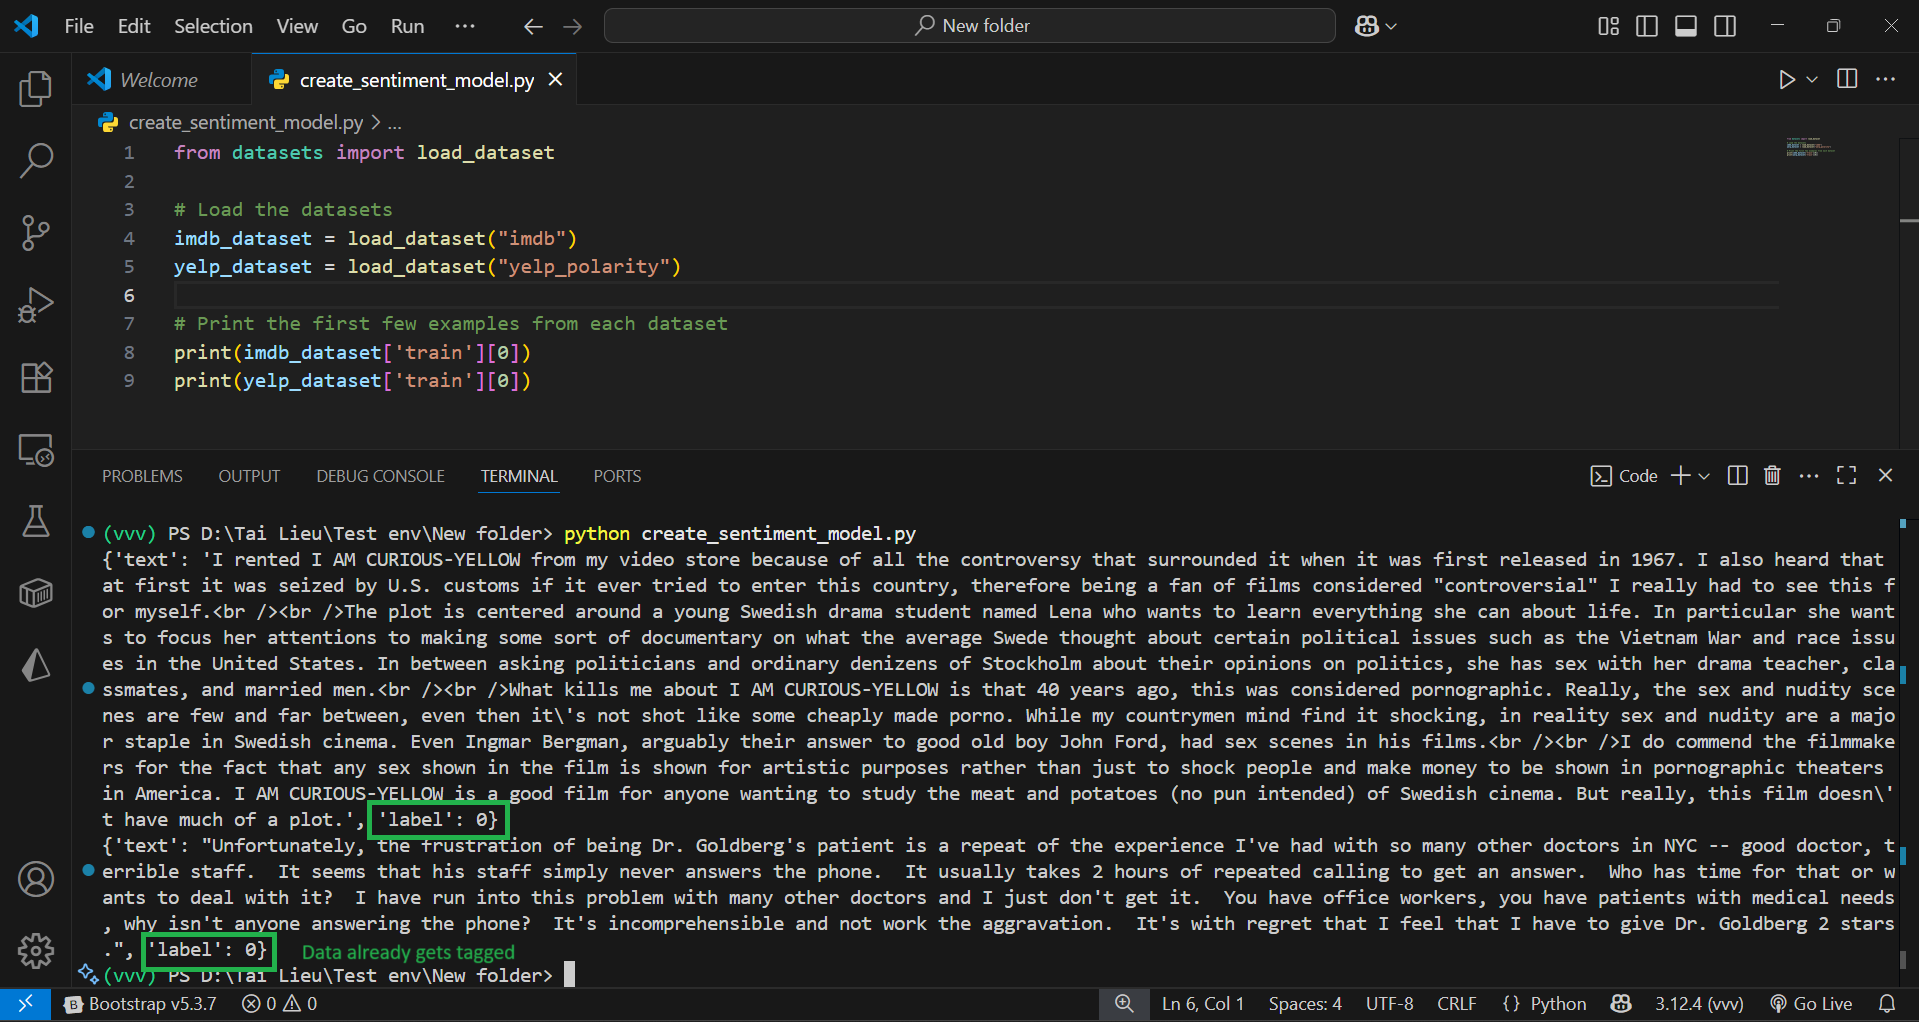 File Edit Selection View Go Run ··· New folder
Welcome create_sentiment_model.py
create_sentiment_model.py > ...
1 from datasets import load_dataset
2
3 # Load the datasets
4 imdb_dataset = load_dataset("imdb")
5 yelp_dataset = load_dataset("yelp_polarity")
6
7 # Print the first few examples from each dataset
8 print(imdb_dataset['train'][0])
9 print(yelp_dataset['train'][0])
PROBLEMS OUTPUT DEBUG CONSOLE TERMINAL PORTS Code
(vvv) PS D:\Tai Lieu\Test env\New folder> python create_sentiment_model.py
{'text': 'I rented I AM CURIOUS-YELLOW from my video store because of all the controversy that surrounded it when it was first released in 1967. I also heard that
at first it was seized by U.S. customs if it ever tried to enter this country, therefore being a fan of films considered "controversial" I really had to see this f
or myself.<br /><br />The plot is centered around a young Swedish drama student named Lena who wants to learn everything she can about life. In particular she want
s to focus her attentions to making some sort of documentary on what the average Swede thought about certain political issues such as the Vietnam War and race issu
es in the United States. In between asking politicians and ordinary denizens of Stockholm about their opinions on politics, she has sex with her drama teacher, cla
ssmates, and married men.<br /><br />What kills me about I AM CURIOUS-YELLOW is that 40 years ago, this was considered pornographic. Really, the sex and nudity sce
nes are few and far between, even then it\'s not shot like some cheaply made porno. While my countrymen mind find it shocking, in reality sex and nudity are a majo
r staple in Swedish cinema. Even Ingmar Bergman, arguably their answer to good old boy John Ford, had sex scenes in his films.<br /><br />I do commend the filmmake
rs for the fact that any sex shown in the film is shown for artistic purposes rather than just to shock people and make money to be shown in pornographic theaters
in America. I AM CURIOUS-YELLOW is a good film for anyone wanting to study the meat and potatoes (no pun intended) of Swedish cinema. But really, this film doesn\'
t have much of a plot.', 'label': 0}
{'text': "Unfortunately, the frustration of being Dr. Goldberg's patient is a repeat of the experience I've had with so many other doctors in NYC -- good doctor, t
errible staff.  It seems that his staff simply never answers the phone.  It usually takes 2 hours of repeated calling to get an answer.  Who has time for that or w
ants to deal with it?  I have run into this problem with many other doctors and I just don't get it.  You have office workers, you have patients with medical needs
, why isn't anyone answering the phone?  It's incomprehensible and not work the aggravation.  It's with regret that I feel that I have to give Dr. Goldberg 2 stars
.", 'label': 0} Data already gets tagged
(vvv) PS D:\Tai Lieu\Test env\New folder>
Bootstrap v5.3.7 0 0 Ln 6, Col 1 Spaces: 4 UTF-8 CRLF {} Python 3.12.4 (vvv) Go Live